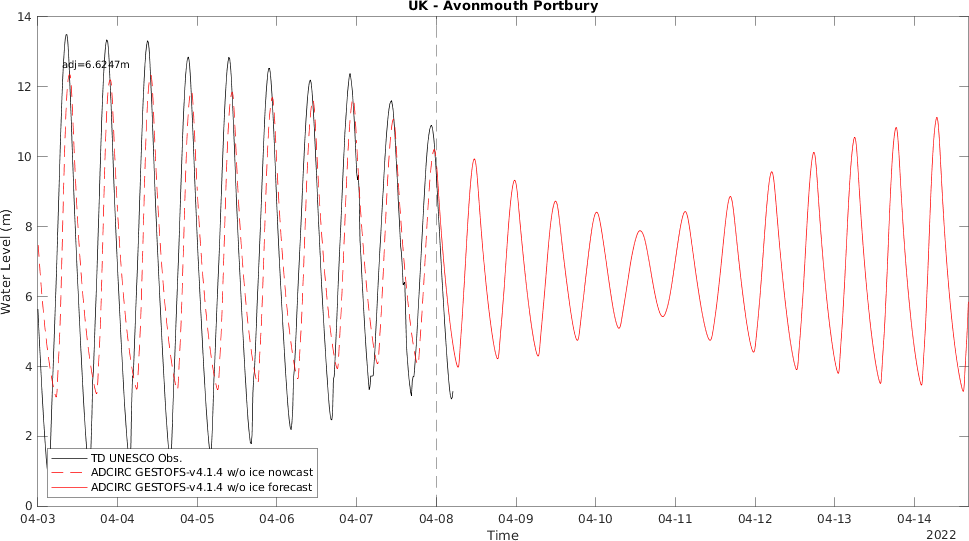 UK - Avonmouth Portbury
14
12
10
8
6
4
2
0
Water Level (m)
adj=6.6247m
TD UNESCO Obs.
ADCIRC GESTOFS-v4.1.4 w/o ice nowcast
ADCIRC GESTOFS-v4.1.4 w/o ice forecast
04-03 04-04 04-05 04-06 04-07 04-08 04-09 04-10 04-11 04-12 04-13 04-14
Time
2022